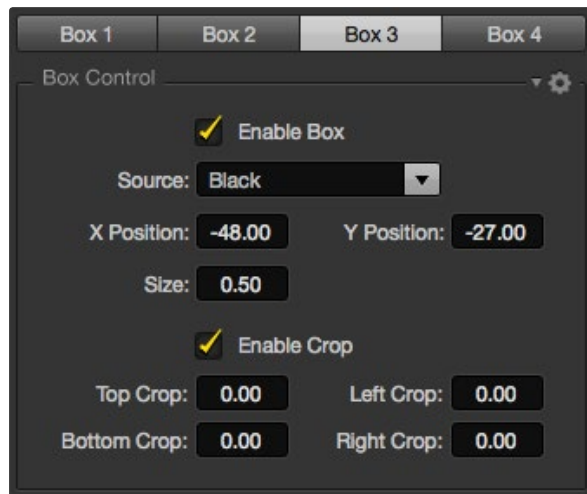 Box 1 Box 2 Box 3 Box 4
Box Control
Enable Box
Source: Black
X Position: -48.00 Y Position: -27.00
Size: 0.50
Enable Crop
Top Crop: 0.00 Left Crop: 0.00
Bottom Crop: 0.00 Right Crop: 0.00